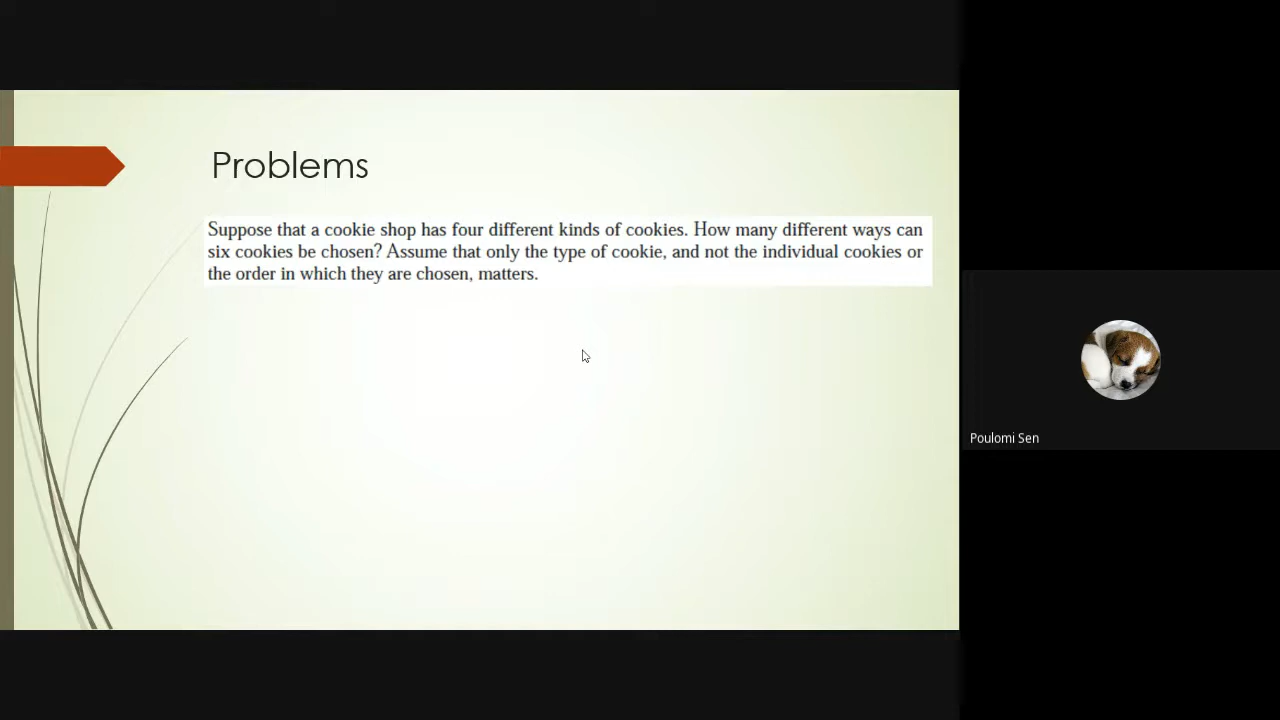 Problems
Suppose that a cookie shop has four different kinds of cookies. How many different ways can
six cookies be chosen? Assume that only the type of cookie, and not the individual cookies or
the order in which they are chosen, matters.
Poulomi Sen